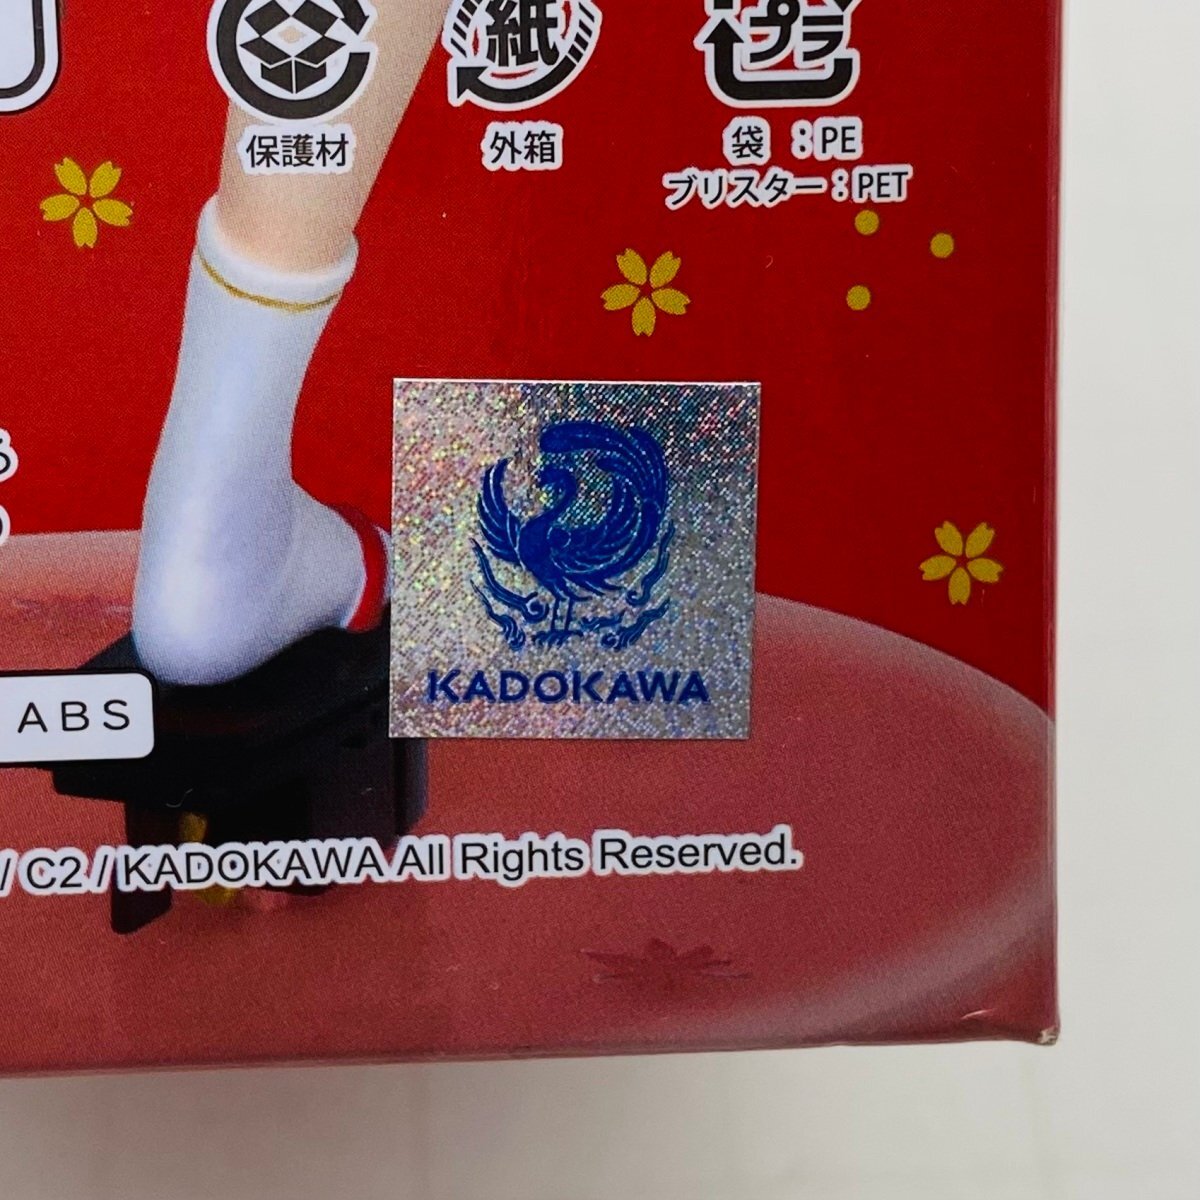 紙
プラ
保護材
外箱
袋 :PE
ブリスター:PET
KADOKAWA
ABS
/ C2 / KADOKAWA All Rights Reserved.